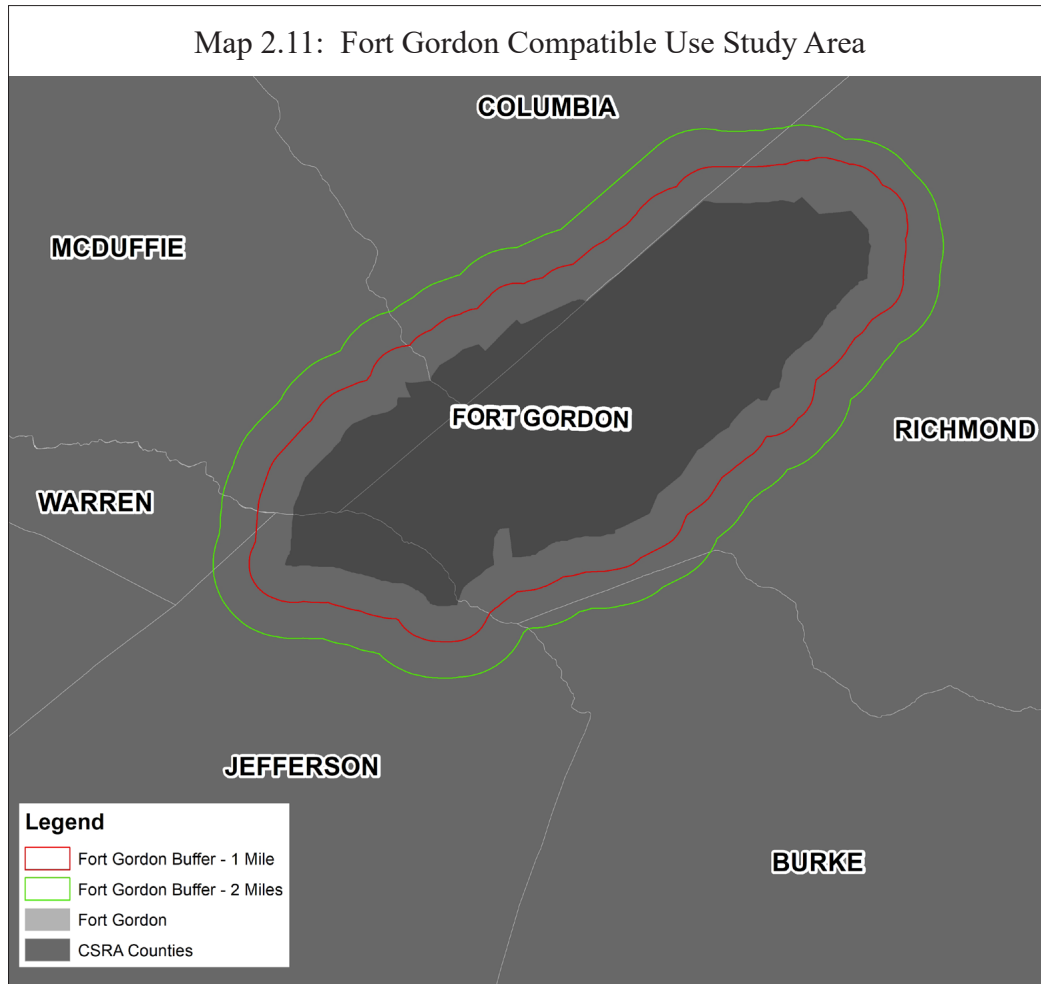 Map 2.11: Fort Gordon Compatible Use Study Area
COLUMBIA
MCDUFFIE
FORT GORDON
RICHMOND
WARREN
JEFFERSON
BURKE
Legend
Fort Gordon Buffer - 1 Mile
Fort Gordon Buffer - 2 Miles
Fort Gordon
CSRA Counties